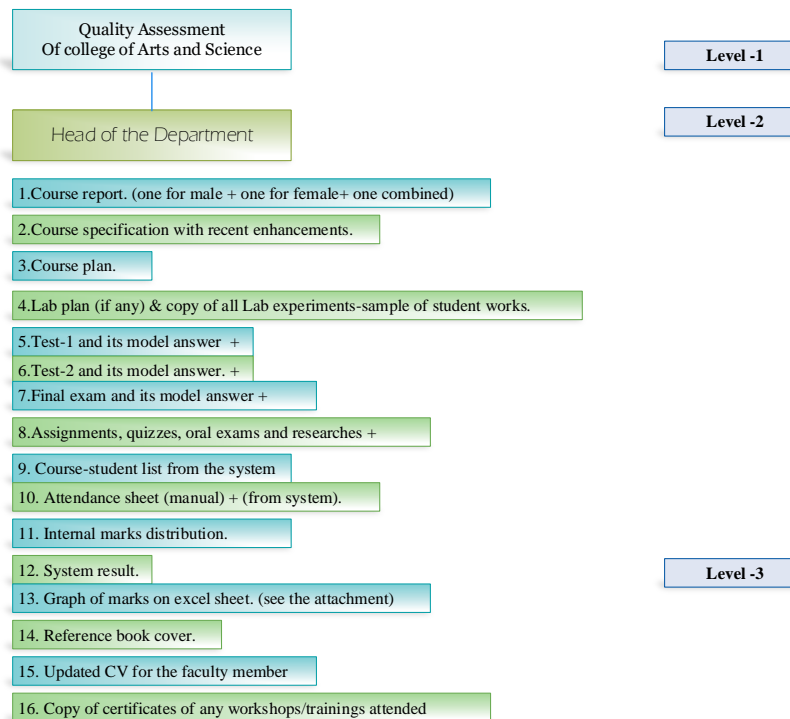 Quality Assessment
Of college of Arts and Science
Level -1
Head of the Department
Level -2
1.Course report. (one for male + one for female+ one combined)
2.Course specification with recent enhancements.
3.Course plan.
4.Lab plan (if any) & copy of all Lab experiments-sample of student works.
5.Test-1 and its model answer +
6.Test-2 and its model answer. +
7.Final exam and its model answer +
8.Assignments, quizzes, oral exams and researches +
9. Course-student list from the system
10. Attendance sheet (manual) + (from system).
11. Internal marks distribution.
12. System result.
Level -3
13. Graph of marks on excel sheet. (see the attachment)
14. Reference book cover.
15. Updated CV for the faculty member
16. Copy of certificates of any workshops/trainings attended